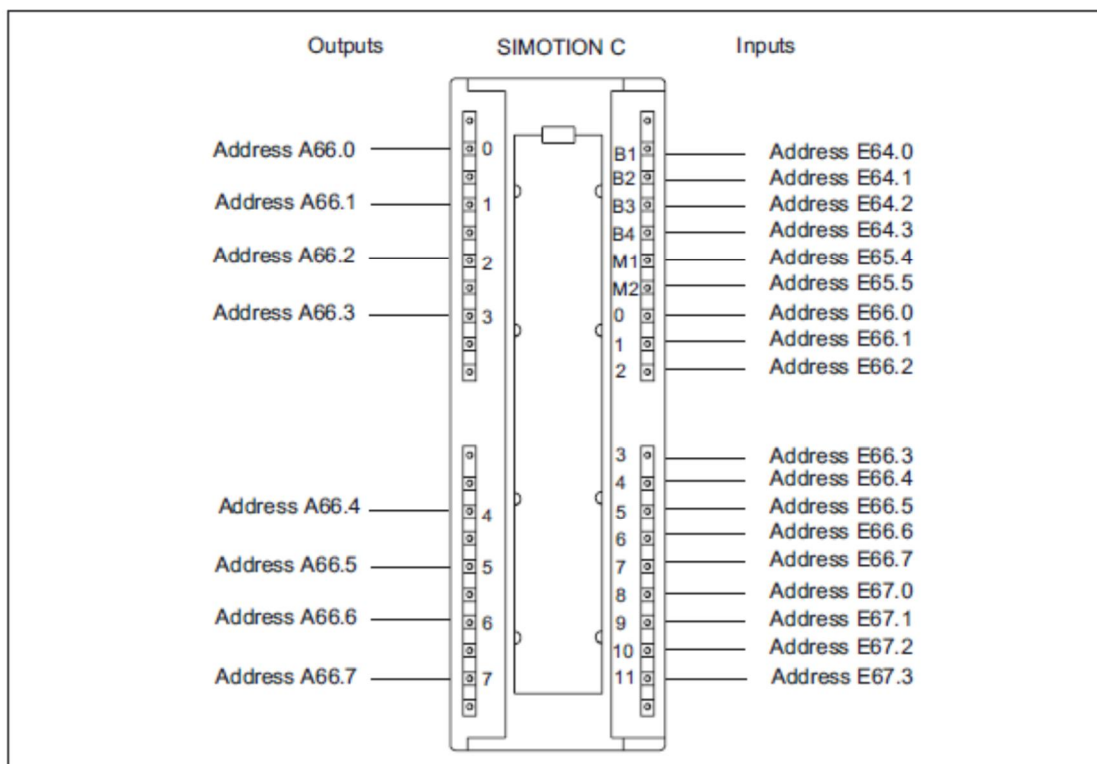 Outputs SIMOTION C Inputs
Address A66.0 0 B1 Address E64.0
B2 Address E64.1
Address A66.1 1 B3 Address E64.2
B4 Address E64.3
Address A66.2 2 M1 Address E65.4
M2 Address E65.5
Address A66.3 3 0 Address E66.0
1 Address E66.1
2 Address E66.2
3 Address E66.3
4 Address E66.4
Address A66.4 4 5 Address E66.5
6 Address E66.6
Address A66.5 5 7 Address E66.7
8 Address E67.0
Address A66.6 6 9 Address E67.1
10 Address E67.2
Address A66.7 7 11 Address E67.3